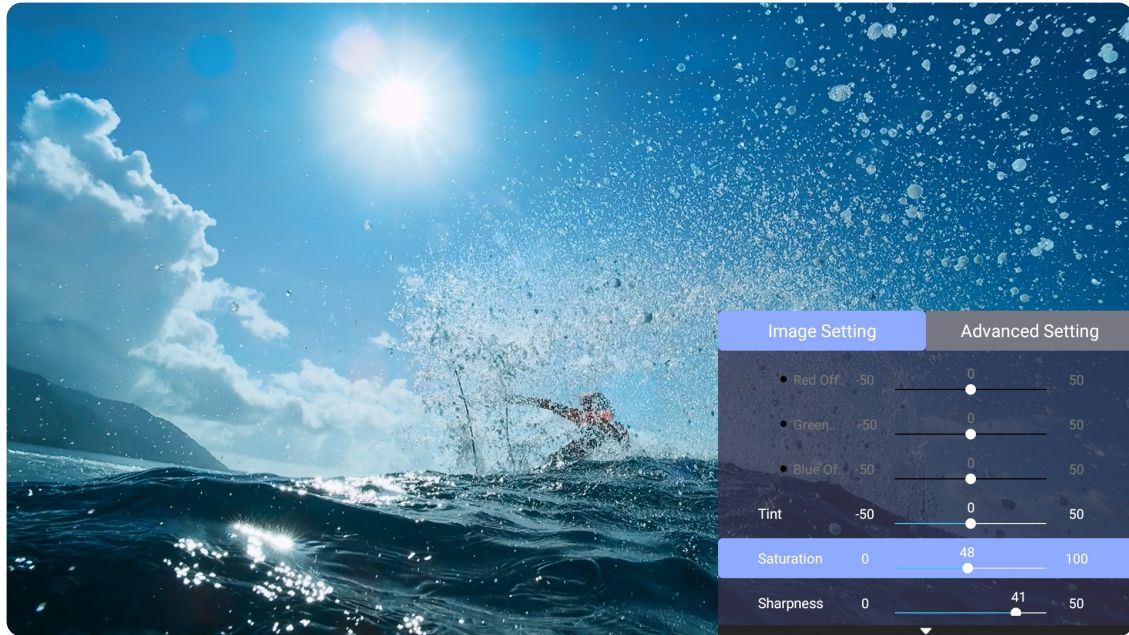 Image Setting Advanced Setting
0
Red Off.. -50 50
0
Green.. -50 50
0
Blue Of.. -50 50
0
Tint -50 50
48
Saturation 0 100
41
Sharpness 0 50